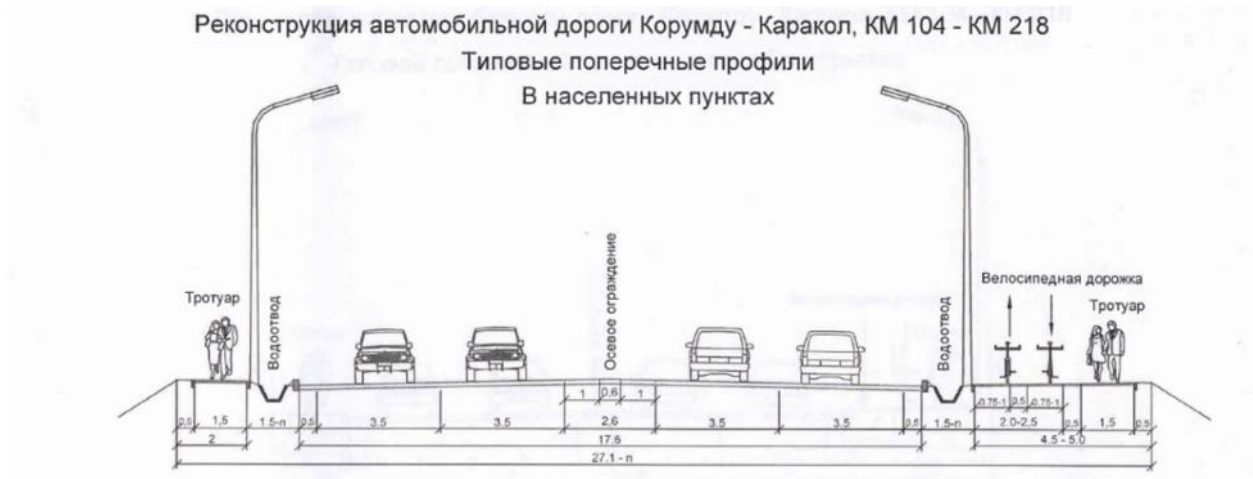 Реконструкция автомобильной дороги Корумду - Каракол, КМ 104 - КМ 218
Типовые поперечные профили
В населенных пунктах
Тротуар
Водоотвод
Осевое ограждение
Водоотвод
Велосипедная дорожка
Тротуар
1 0,6 1
0.75-1 0.5 0.75-1
0,5 1,5 1.5-п 0,5 3.5 3.5 2.6 3.5 3.5 0,5 1.5-п 2.0-2,5 0,5 1,5 0,5
2 17.6 4.5 - 5.0
27.1 - п